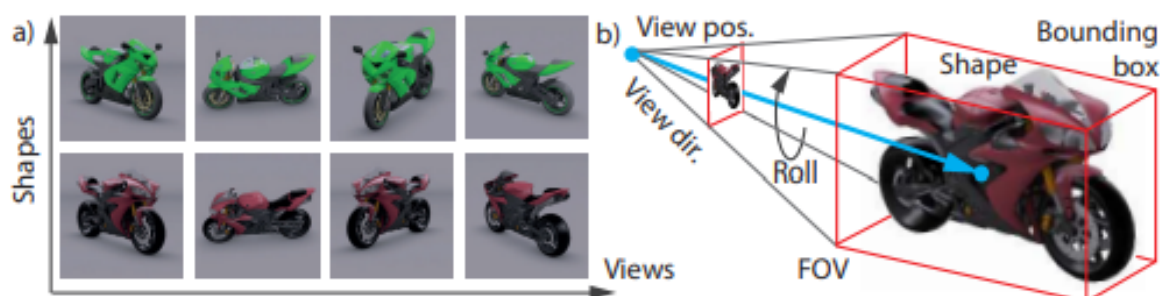 a)
Shapes
Views
b)
View pos.
View dir.
Roll
FOV
Shape
Bounding
box